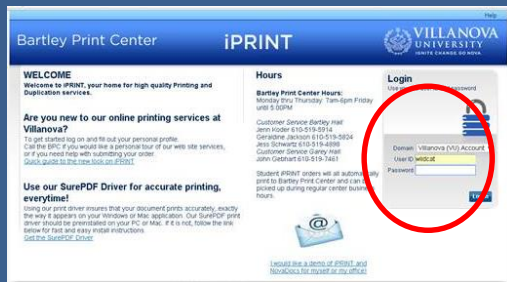 Help
Bartley Print Center
iPRINT
VILLANOVA
UNIVERSITY
IGNITE CHANGE GO NOVA
WELCOME
Welcome to iPRINT, your home for high quality Printing and
Duplication services.
Are you new to our online printing services at
Villanova?
To get started log on and fill out your personal profile.
Call the BPC if you would like a personal tour of our web site services,
or if you need help with submitting your order.
Quick guide to the new look on iPRINT
Use our SurePDF Driver for accurate printing,
everytime!
Using our print driver insures that your document prints accurately, exactly
the way it appears on your Windows or Mac application. Our SurePDF print
driver should be preinstalled on your PC or Mac. If it is not, follow the link
below for fast and easy install instructions.
Get the SurePDF Driver
Hours
Bartley Print Center Hours:
Monday thru Thursday: 7am-6pm Friday
until 5:00PM
Customer Service Bartley Hall
Jenn Koder 610-519-5914
Geraldine Jackson 610-519-5824
Jess Schwartz 610-519-4898
Customer Service Garey Hall
John Gebhart 610-519-7461
Student iPRINT orders will all automatically
print to Bartley Print Center and can be
picked up during regular center business
hours.
I would like a demo of iPRINT and
NovaDocs for myself or my office!
Login
password
Domain Villanova (VU) Account
User ID wildcat
Password